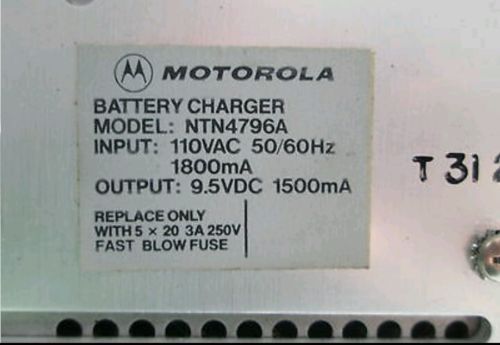 MOTOROLA
BATTERY CHARGER
MODEL: NTN4796A
INPUT: 110VAC 50/60Hz
1800mA
OUTPUT: 9.5VDC 1500mA
REPLACE ONLY
WITH 5 × 20 3A 250V
FAST BLOW FUSE
T 312